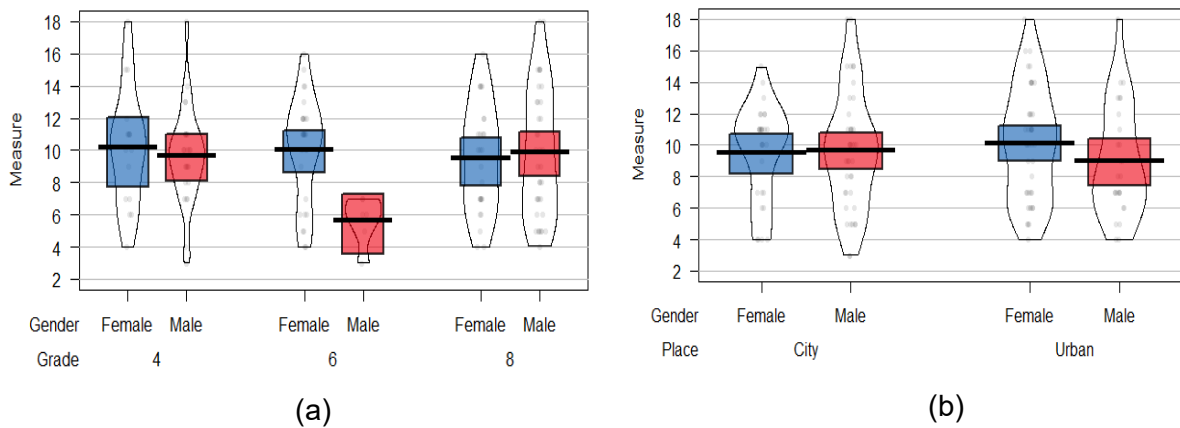 Measure
18
16
14
12
10
8
6
4
2
Gender Female Male Female Male Female Male
Grade 4 6 8
(a)
Measure
18
16
14
12
10
8
6
4
2
Gender Female Male Female Male
Place City Urban
(b)